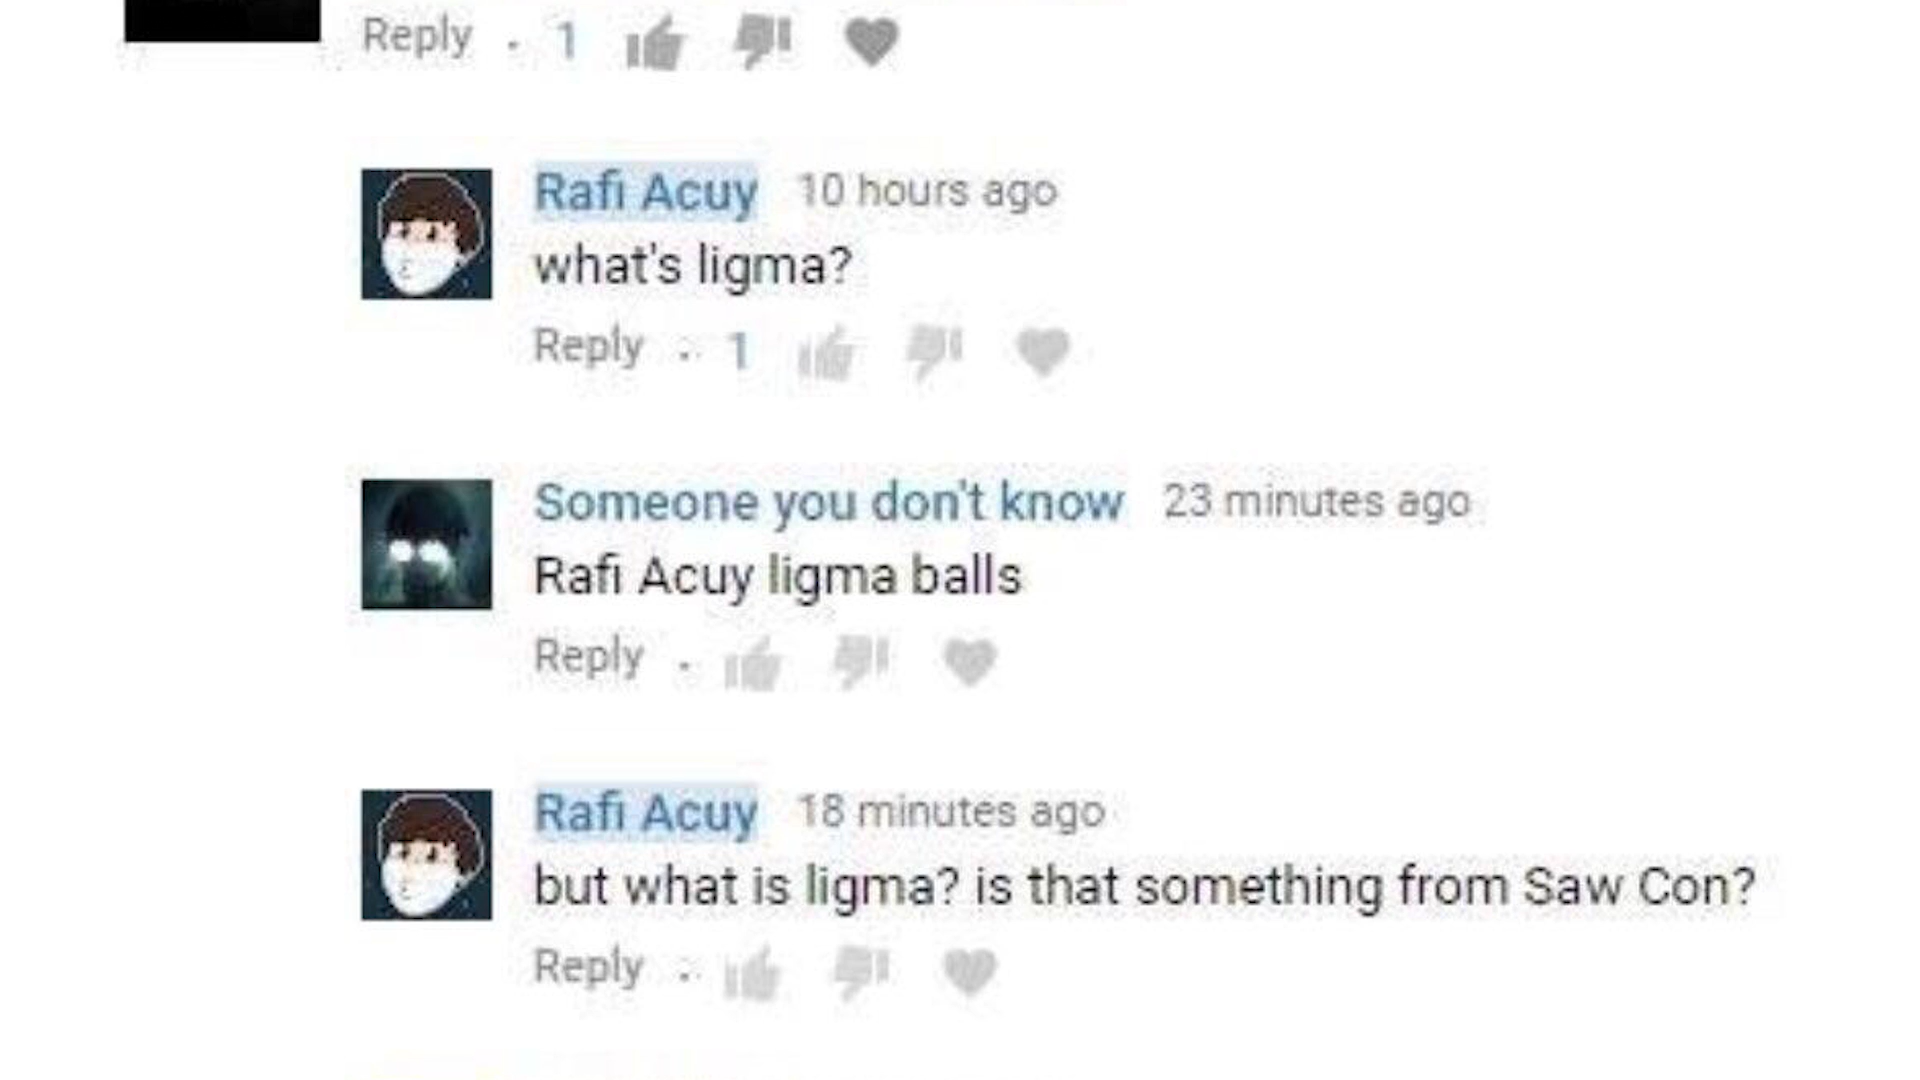 Reply · 1
Rafi Acuy 10 hours ago
what's ligma?
Reply · 1
Someone you don't know 23 minutes ago
Rafi Acuy ligma balls
Reply ·
Rafi Acuy 18 minutes ago
but what is ligma? is that something from Saw Con?
Reply ·